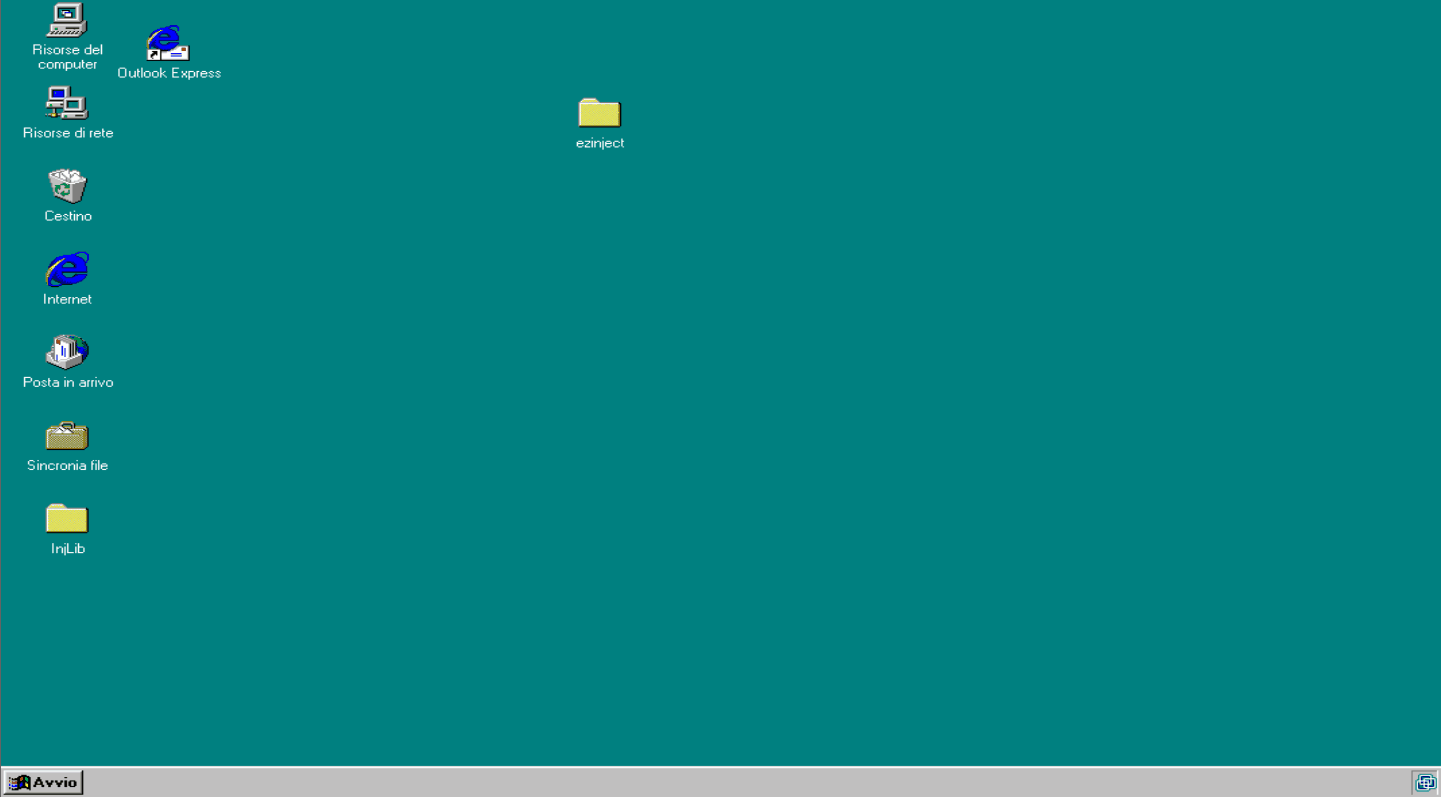 Risorse del
computer
Outlook Express
Risorse di rete
ezinject
Cestino
Internet
Posta in arrivo
Sincronia file
InjLib
Avvio